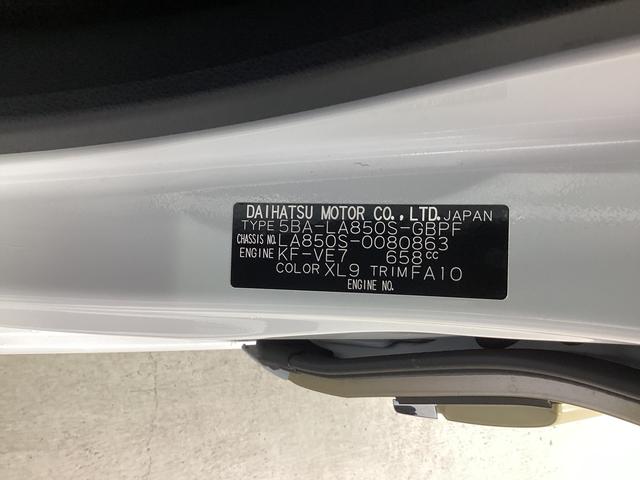 DAIHATSU MOTOR CO., LTD. JAPAN
TYPE 5BA-LA850S-GBPF
CHASSIS NO. LA850S-0080863
ENGINE KF-VE7 658cc
COLOR XL9 TRIM FA10
ENGINE NO.